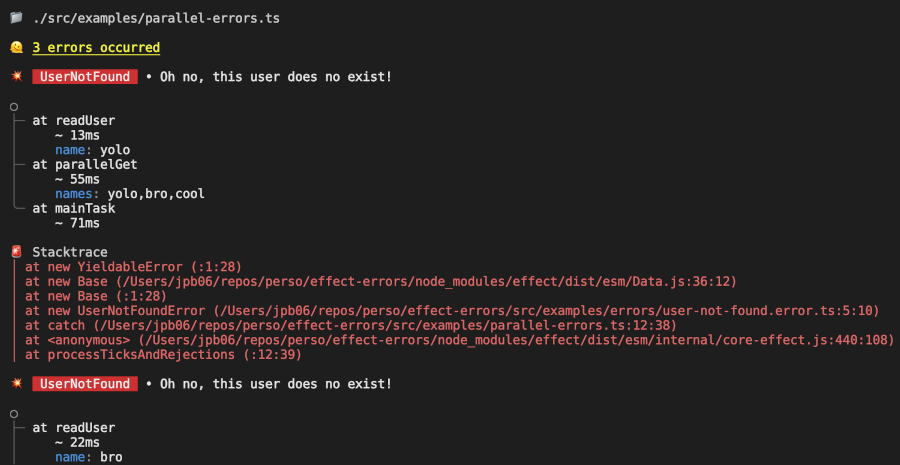 ./src/examples/parallel-errors.ts
3 errors occurred
UserNotFound • Oh no, this user does no exist!
at readUser
~ 13ms
name: yolo
at parallelGet
~ 55ms
names: yolo,bro,cool
at mainTask
~ 71ms
Stacktrace
at new YieldableError (:1:28)
at new Base (/Users/jpb06/repos/perso/effect-errors/node_modules/effect/dist/esm/Data.js:36:12)
at new Base (:1:28)
at new UserNotFoundError (/Users/jpb06/repos/perso/effect-errors/src/examples/errors/user-not-found.error.ts:5:10)
at catch (/Users/jpb06/repos/perso/effect-errors/src/examples/parallel-errors.ts:12:38)
at <anonymous> (/Users/jpb06/repos/perso/effect-errors/node_modules/effect/dist/esm/internal/core-effect.js:440:108)
at processTicksAndRejections (:12:39)
UserNotFound • Oh no, this user does no exist!
at readUser
~ 22ms
name: bro